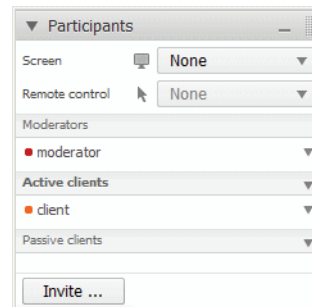 Participants
Screen None
Remote control None
Moderators
moderator
Active clients
client
Passive clients
Invite ...